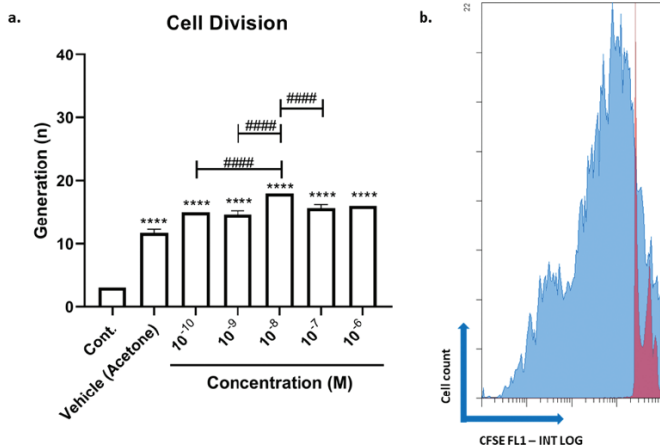 a.
Cell Division
Generation (n)
40
30
20
10
0
####
####
####
****
****
****
****
****
****
Cont.
Vehicle (Acetone)
10-10
10-9
10-8
10-7
10-6
Concentration (M)
b.
22
Cell count
CFSE FL1 – INT LOG